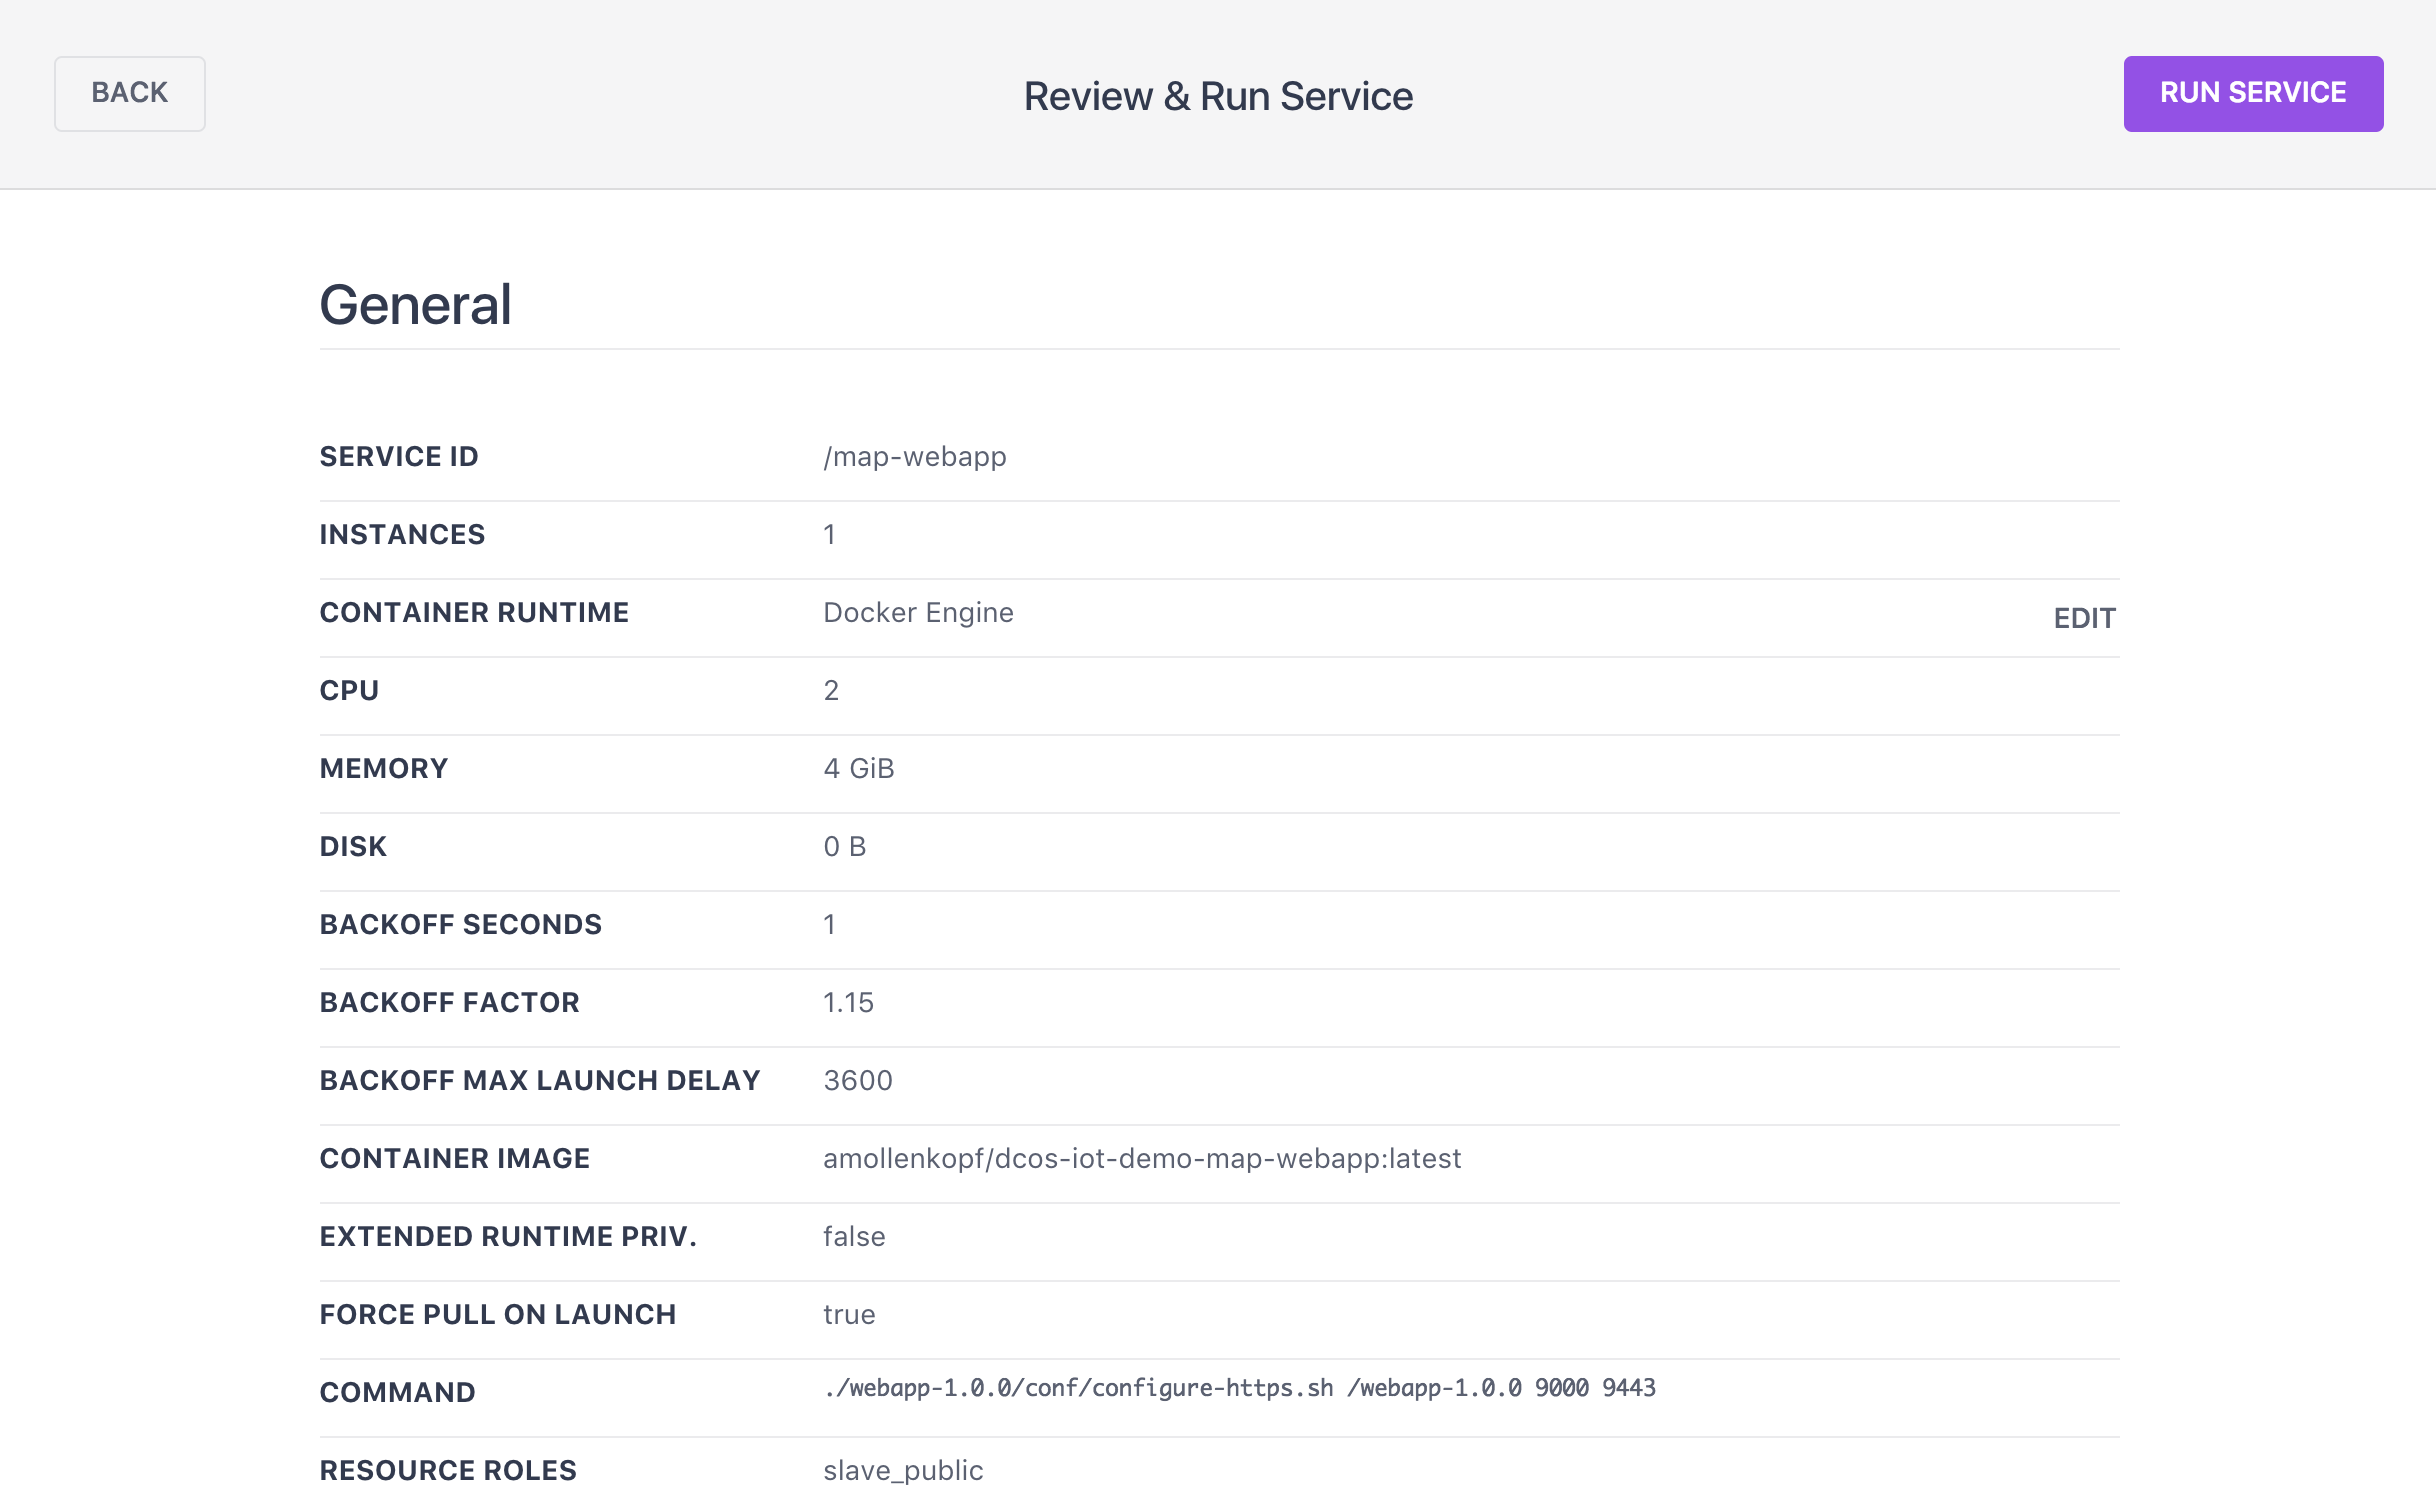 BACK
Review & Run Service
RUN SERVICE
General
SERVICE ID /map-webapp
INSTANCES 1
CONTAINER RUNTIME Docker Engine EDIT
CPU 2
MEMORY 4 GiB
DISK 0 B
BACKOFF SECONDS 1
BACKOFF FACTOR 1.15
BACKOFF MAX LAUNCH DELAY 3600
CONTAINER IMAGE amollenkopf/dcos-iot-demo-map-webapp:latest
EXTENDED RUNTIME PRIV. false
FORCE PULL ON LAUNCH true
COMMAND ./webapp-1.0.0/conf/configure-https.sh /webapp-1.0.0 9000 9443
RESOURCE ROLES slave_public